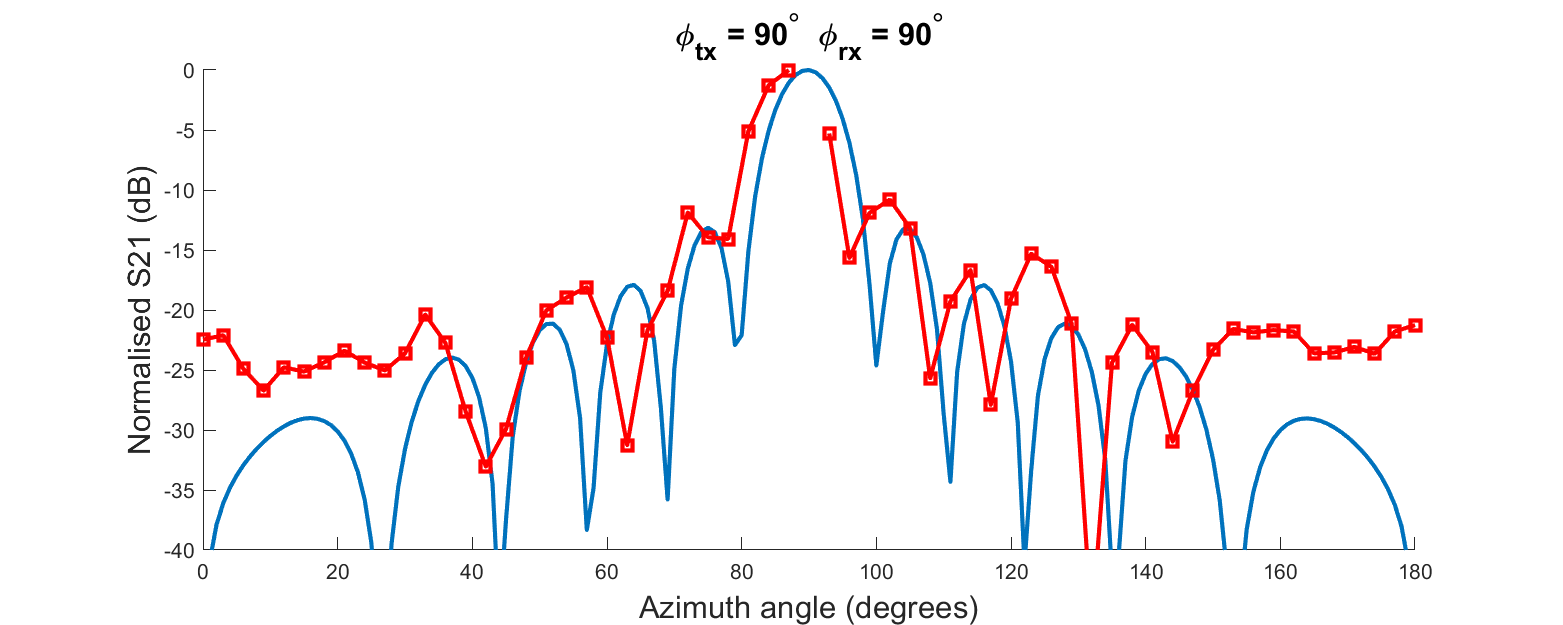 ϕtx = 90° ϕrx = 90°
Normalised S21 (dB)
0
-5
-10
-15
-20
-25
-30
-35
-40
0 20 40 60 80 100 120 140 160 180
Azimuth angle (degrees)